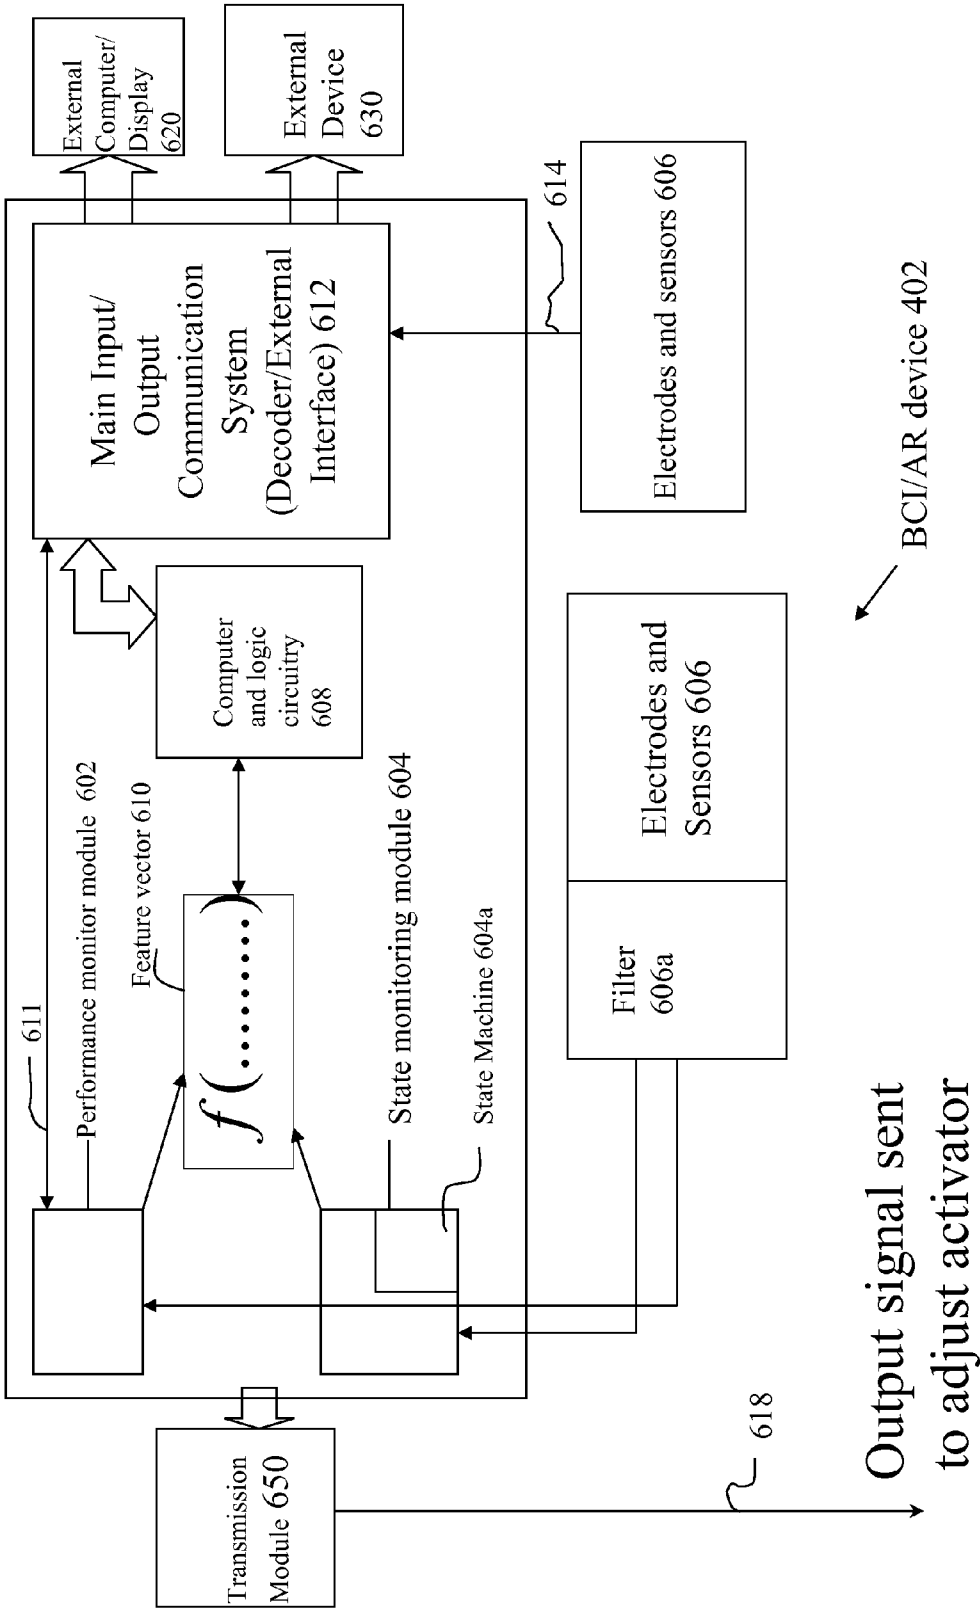 Transmission
Module 650
611
Performance monitor module 602
Feature vector 610
f(.........)
State monitoring module 604
State Machine 604a
Computer
and logic
circuitry
608
Main Input/
Output
Communication
System
(Decoder/External
Interface) 612
External
Computer/
Display
620
External
Device
630
614
Electrodes and sensors 606
Filter
606a
Electrodes and
Sensors 606
BCI/AR device 402
618
Output signal sent
to adjust activator